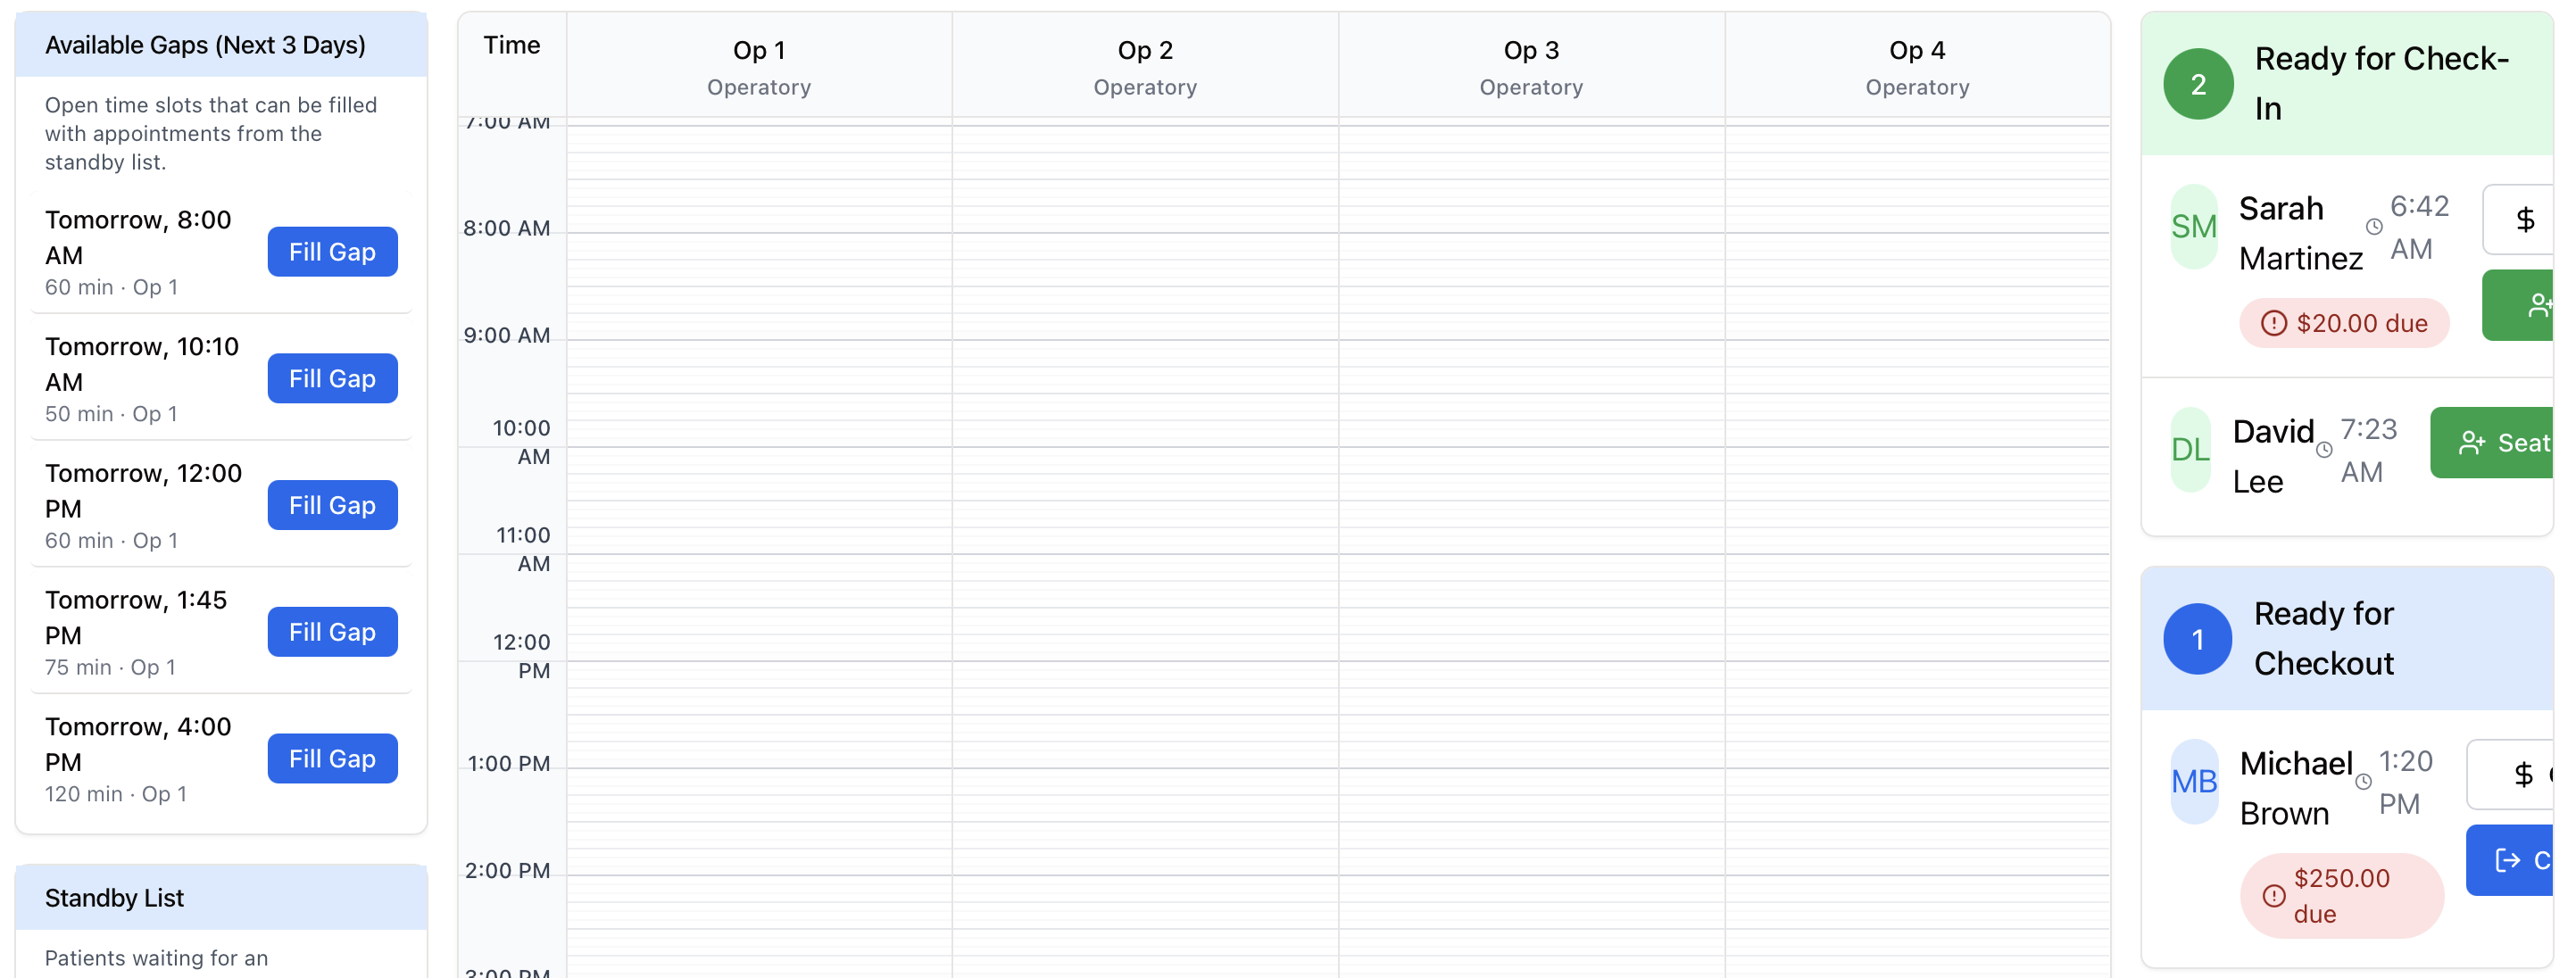 Available Gaps (Next 3 Days)
Open time slots that can be filled
with appointments from the
standby list.
Tomorrow, 8:00
AM
60 min · Op 1
Fill Gap
Tomorrow, 10:10
AM
50 min · Op 1
Fill Gap
Tomorrow, 12:00
PM
60 min · Op 1
Fill Gap
Tomorrow, 1:45
PM
75 min · Op 1
Fill Gap
Tomorrow, 4:00
PM
120 min · Op 1
Fill Gap
Standby List
Patients waiting for an
Time
Op 1
Operatory
Op 2
Operatory
Op 3
Operatory
Op 4
Operatory
7:00 AM
8:00 AM
9:00 AM
10:00
AM
11:00
AM
12:00
PM
1:00 PM
2:00 PM
3:00 PM
2
Ready for Check-
In
SM
Sarah
Martinez
6:42
AM
$
$20.00 due
DL
David
Lee
7:23
AM
Seat
1
Ready for
Checkout
MB
Michael
Brown
1:20
PM
$
C
$250.00
due